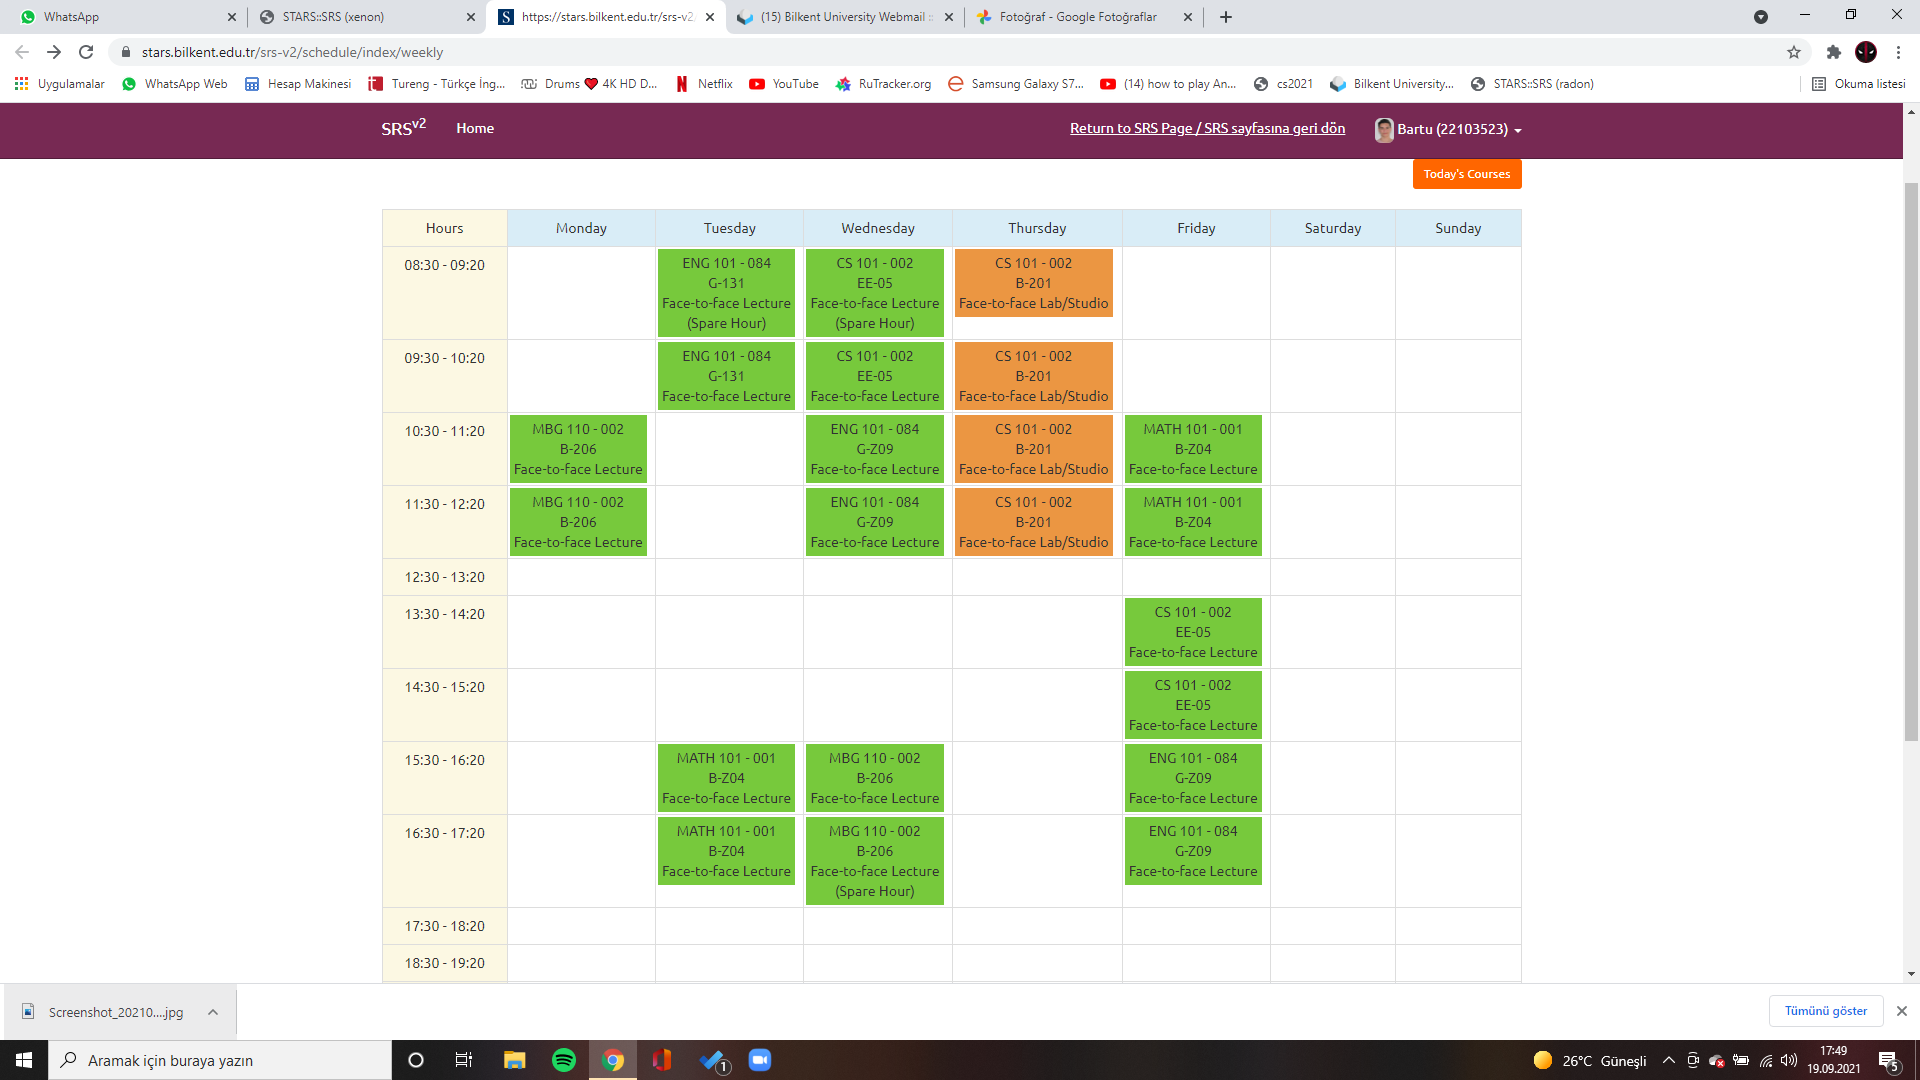 WhatsApp
STARS::SRS (xenon)
https://stars.bilkent.edu.tr/srs-v2
(15) Bilkent University Webmail ::
Fotoğraf - Google Fotoğraflar
stars.bilkent.edu.tr/srs-v2/schedule/index/weekly
Uygulamalar
WhatsApp Web
Hesap Makinesi
Tureng - Türkçe İng...
Drums ❤ 4K HD D...
Netflix
YouTube
RuTracker.org
Samsung Galaxy S7...
(14) how to play An...
cs2021
Bilkent University...
STARS::SRS (radon)
Okuma listesi
SRSv2
Home
Return to SRS Page / SRS sayfasına geri dön
Bartu (22103523)
Today's Courses
Hours Monday Tuesday Wednesday Thursday Friday Saturday Sunday
08:30 - 09:20
ENG 101 - 084
G-131
Face-to-face Lecture
(Spare Hour)
CS 101 - 002
EE-05
Face-to-face Lecture
(Spare Hour)
CS 101 - 002
B-201
Face-to-face Lab/Studio
09:30 - 10:20
ENG 101 - 084
G-131
Face-to-face Lecture
CS 101 - 002
EE-05
Face-to-face Lecture
CS 101 - 002
B-201
Face-to-face Lab/Studio
10:30 - 11:20
MBG 110 - 002
B-206
Face-to-face Lecture
ENG 101 - 084
G-Z09
Face-to-face Lecture
CS 101 - 002
B-201
Face-to-face Lab/Studio
MATH 101 - 001
B-Z04
Face-to-face Lecture
11:30 - 12:20
MBG 110 - 002
B-206
Face-to-face Lecture
ENG 101 - 084
G-Z09
Face-to-face Lecture
CS 101 - 002
B-201
Face-to-face Lab/Studio
MATH 101 - 001
B-Z04
Face-to-face Lecture
12:30 - 13:20
13:30 - 14:20
CS 101 - 002
EE-05
Face-to-face Lecture
14:30 - 15:20
CS 101 - 002
EE-05
Face-to-face Lecture
15:30 - 16:20
MATH 101 - 001
B-Z04
Face-to-face Lecture
MBG 110 - 002
B-206
Face-to-face Lecture
ENG 101 - 084
G-Z09
Face-to-face Lecture
16:30 - 17:20
MATH 101 - 001
B-Z04
Face-to-face Lecture
MBG 110 - 002
B-206
Face-to-face Lecture
(Spare Hour)
ENG 101 - 084
G-Z09
Face-to-face Lecture
17:30 - 18:20
18:30 - 19:20
Screenshot_20210....jpg
Tümünü göster
Aramak için buraya yazın
1
26°C Güneşli
17:49
19.09.2021
5